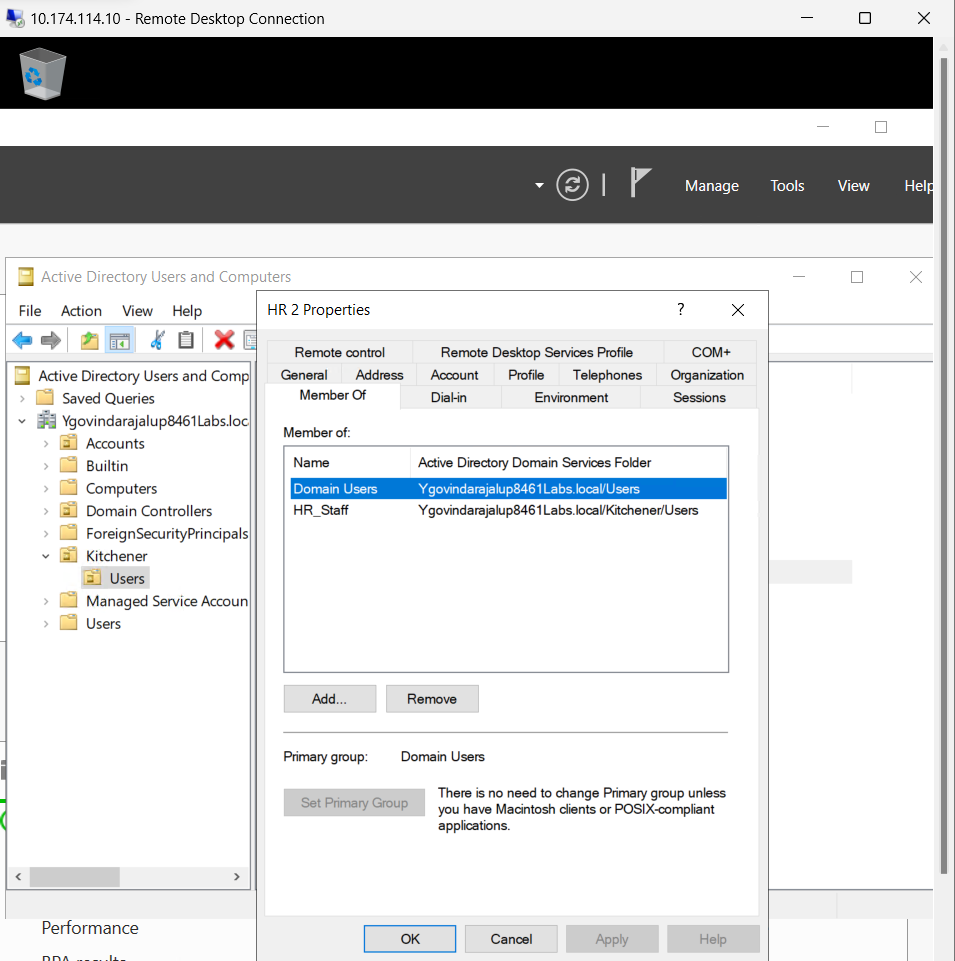 10.174.114.10 - Remote Desktop Connection
Manage Tools View Help
Active Directory Users and Computers
File Action View Help
Active Directory Users and Comp
Saved Queries
Ygovindarajalup8461Labs.loc
Accounts
Builtin
Computers
Domain Controllers
ForeignSecurityPrincipals
Kitchener
Users
Managed Service Accoun
Users
HR 2 Properties ?
Remote control Remote Desktop Services Profile COM+
General Address Account Profile Telephones Organization
Member Of Dial-in Environment Sessions
Member of:
Name Active Directory Domain Services Folder
Domain Users Ygovindarajalup8461Labs.local/Users
HR_Staff Ygovindarajalup8461Labs.local/Kitchener/Users
Add... Remove
Primary group: Domain Users
Set Primary Group
There is no need to change Primary group unless
you have Macintosh clients or POSIX-compliant
applications.
OK Cancel Apply Help
Performance
BPA results